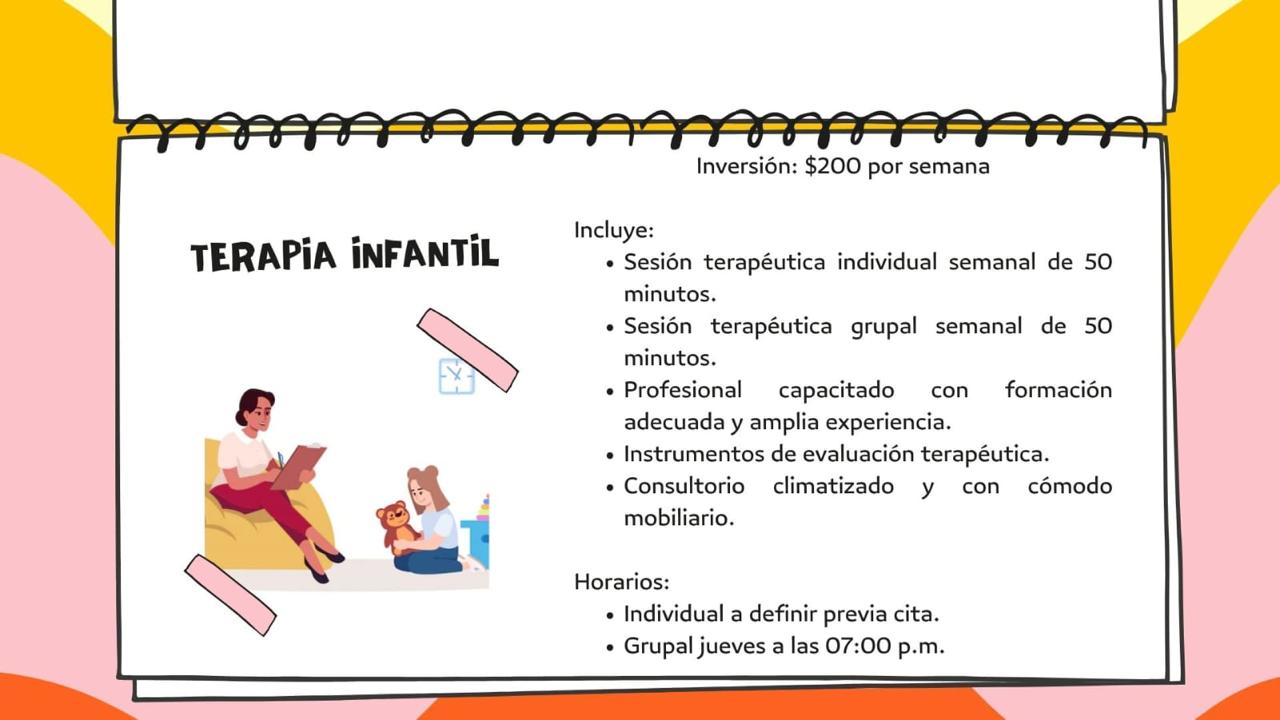 Inversión: $200 por semana
TERAPiA iNFANTiL
Incluye:
• Sesión terapéutica individual semanal de 50
minutos.
• Sesión terapéutica grupal semanal de 50
minutos.
• Profesional capacitado con formación
adecuada y amplia experiencia.
• Instrumentos de evaluación terapéutica.
• Consultorio climatizado y con cómodo
mobiliario.
Horarios:
• Individual a definir previa cita.
• Grupal jueves a las 07:00 p.m.